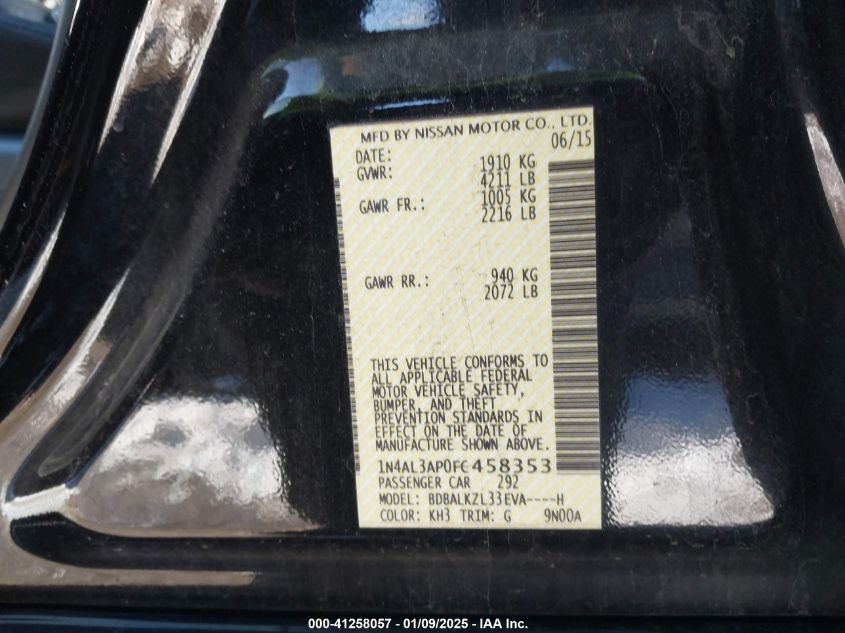 MFD BY NISSAN MOTOR CO., LTD.
DATE: 06/15
GVWR: 1910 KG
4211 LB
GAWR FR.: 1005 KG
2216 LB
GAWR RR.: 940 KG
2072 LB
THIS VEHICLE CONFORMS TO
ALL APPLICABLE FEDERAL
MOTOR VEHICLE SAFETY,
BUMPER, AND THEFT
PREVENTION STANDARDS IN
EFFECT ON THE DATE OF
MANUFACTURE SHOWN ABOVE.
1N4AL3AP0FC458353
PASSENGER CAR 292
MODEL: BDBALKZL33EVA----H
COLOR: KH3 TRIM: G 9N00A
000-41258057 - 01/09/2025 - IAA Inc.